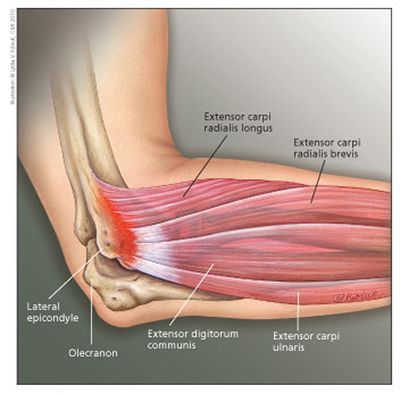 Extensor carpi
radialis longus
Extensor carpi
radialis brevis
Lateral
epicondyle
Olecranon
Extensor digitorum
communis
Extensor carpi
ulnaris